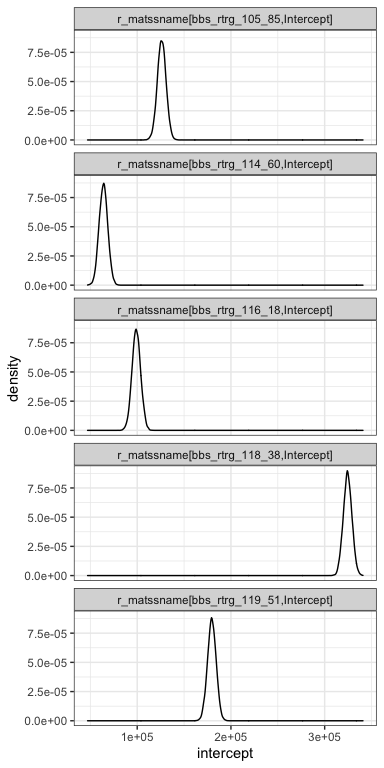 r_matssname[bbs_rtrg_105_85,Intercept]
7.5e-05
5.0e-05
2.5e-05
0.0e+00
r_matssname[bbs_rtrg_114_60,Intercept]
7.5e-05
5.0e-05
2.5e-05
0.0e+00
r_matssname[bbs_rtrg_116_18,Intercept]
7.5e-05
5.0e-05
2.5e-05
0.0e+00
density
r_matssname[bbs_rtrg_118_38,Intercept]
7.5e-05
5.0e-05
2.5e-05
0.0e+00
r_matssname[bbs_rtrg_119_51,Intercept]
7.5e-05
5.0e-05
2.5e-05
0.0e+00
1e+05 2e+05 3e+05
intercept